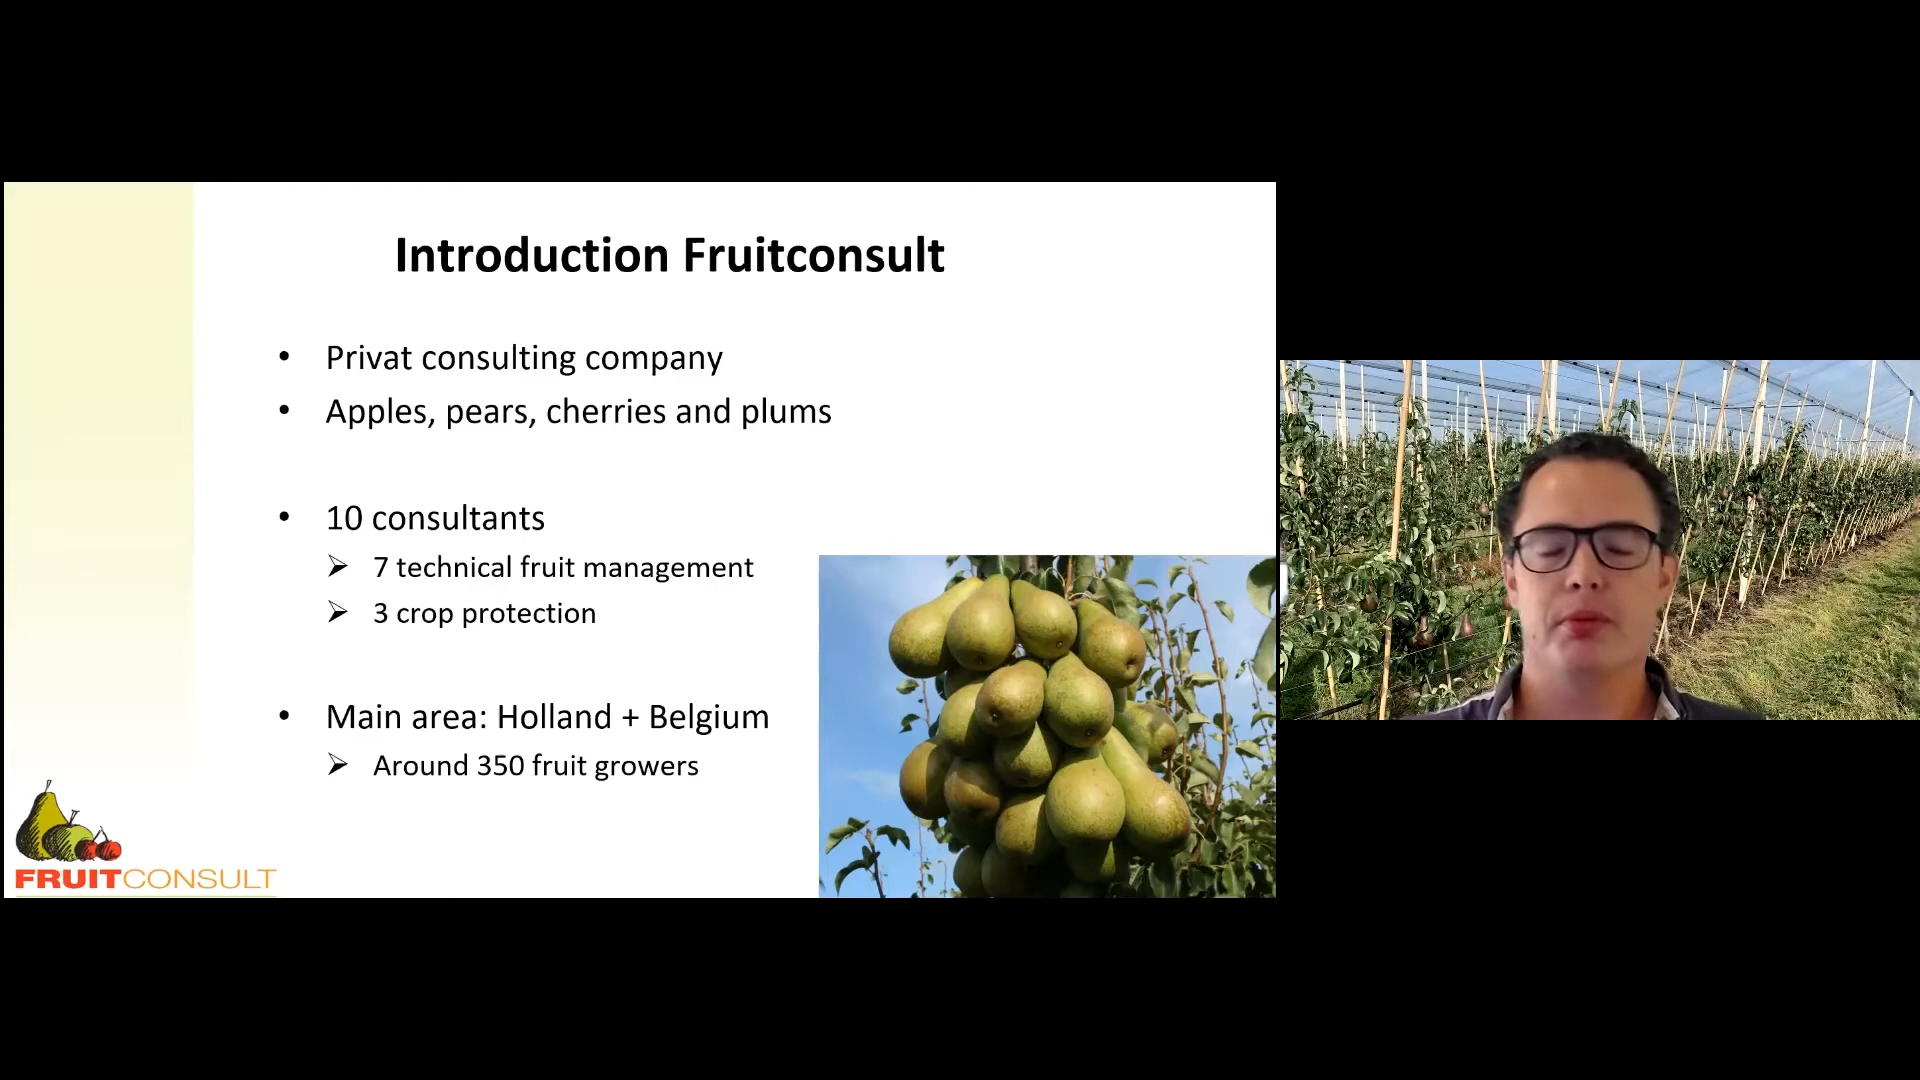 Introduction Fruitconsult
• Privat consulting company
• Apples, pears, cherries and plums
• 10 consultants
➢ 7 technical fruit management
➢ 3 crop protection
• Main area: Holland + Belgium
➢ Around 350 fruit growers
FRUITCONSULT